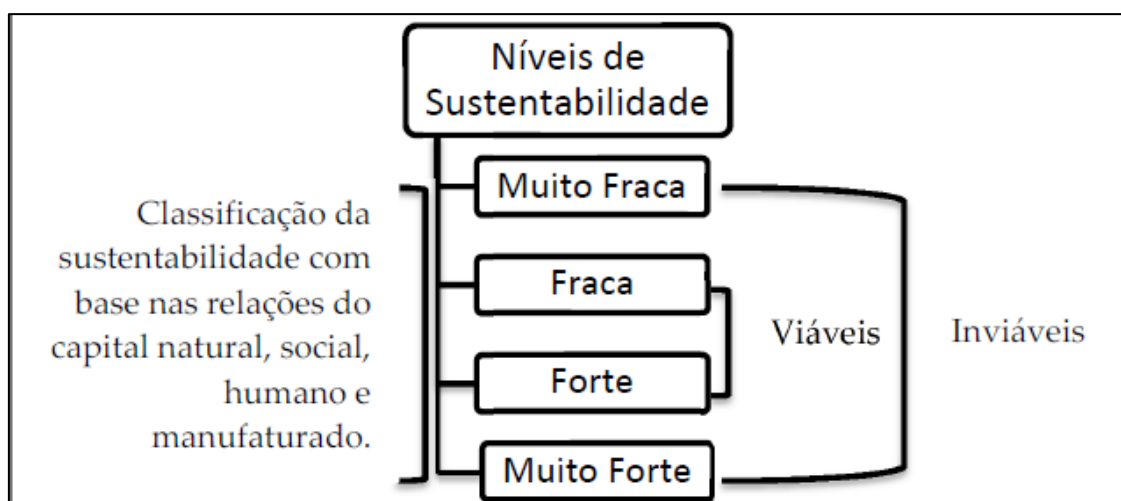 Níveis de
Sustentabilidade
Muito Fraca
Classificação da
sustentabilidade com
base nas relações do
capital natural, social,
humano e
manufaturado.
Fraca
Viáveis
Inviáveis
Forte
Muito Forte